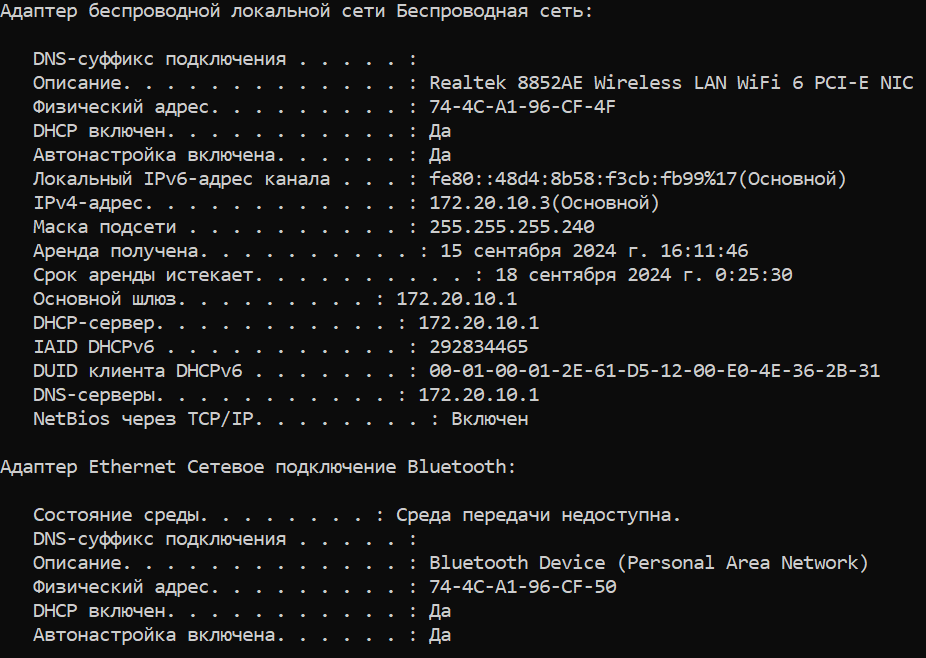 Адаптер беспроводной локальной сети Беспроводная сеть:
DNS-суффикс подключения . . . . . :
Описание. . . . . . . . . . . . . : Realtek 8852AE Wireless LAN WiFi 6 PCI-E NIC
Физический адрес. . . . . . . . . : 74-4C-A1-96-CF-4F
DHCP включен. . . . . . . . . . . : Да
Автонастройка включена. . . . . . : Да
Локальный IPv6-адрес канала . . . : fe80::48d4:8b58:f3cb:fb99%17(Основной)
IPv4-адрес. . . . . . . . . . . . : 172.20.10.3(Основной)
Маска подсети . . . . . . . . . . : 255.255.255.240
Аренда получена. . . . . . . . . . : 15 сентября 2024 г. 16:11:46
Срок аренды истекает. . . . . . . . . . : 18 сентября 2024 г. 0:25:30
Основной шлюз. . . . . . . . . : 172.20.10.1
DHCP-сервер. . . . . . . . . . . : 172.20.10.1
IAID DHCPv6 . . . . . . . . . . . : 292834465
DUID клиента DHCPv6 . . . . . . . : 00-01-00-01-2E-61-D5-12-00-E0-4E-36-2B-31
DNS-серверы. . . . . . . . . . . : 172.20.10.1
NetBios через TCP/IP. . . . . . . . : Включен
Адаптер Ethernet Сетевое подключение Bluetooth:
Состояние среды. . . . . . . . : Среда передачи недоступна.
DNS-суффикс подключения . . . . . :
Описание. . . . . . . . . . . . . : Bluetooth Device (Personal Area Network)
Физический адрес. . . . . . . . . : 74-4C-A1-96-CF-50
DHCP включен. . . . . . . . . . . : Да
Автонастройка включена. . . . . . : Да